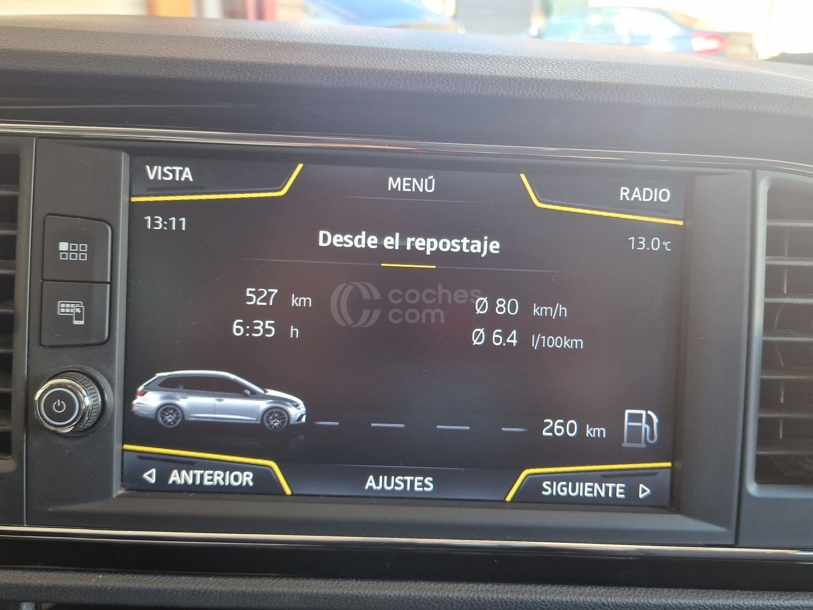 VISTA
MENÚ
RADIO
13:11
Desde el repostaje
13.0°C
527 km
Ø 80 km/h
6:35 h
Ø 6.4 l/100km
coches
com
260 km
ANTERIOR
AJUSTES
SIGUIENTE